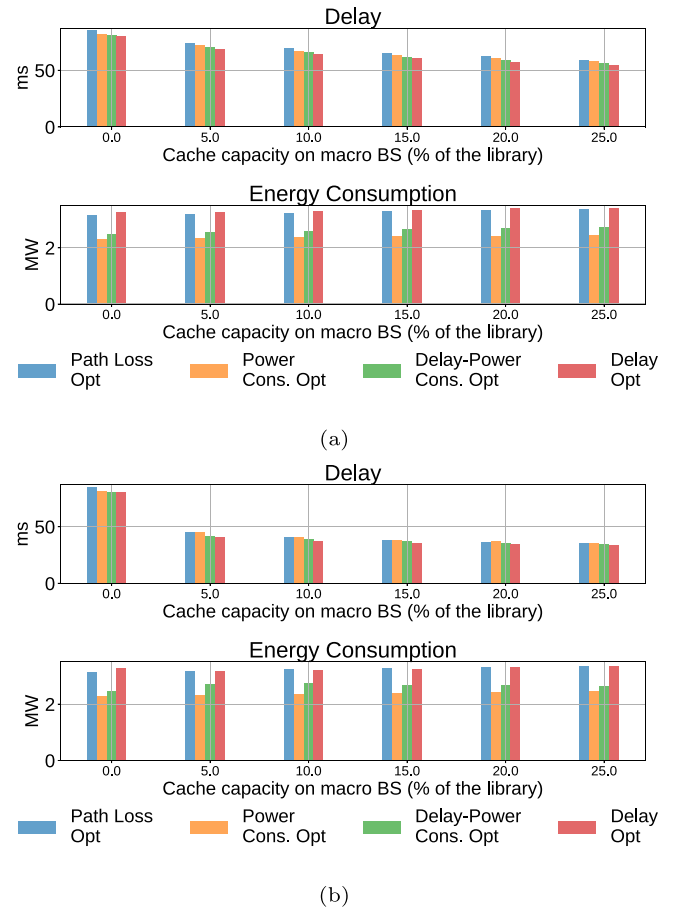 Delay
50
0
ms
0.0 5.0 10.0 15.0 20.0 25.0
Cache capacity on macro BS (% of the library)
Energy Consumption
2
0
MW
0.0 5.0 10.0 15.0 20.0 25.0
Cache capacity on macro BS (% of the library)
Path Loss Opt
Power Cons. Opt
Delay-Power Cons. Opt
Delay Opt
(a)
Delay
50
0
ms
0.0 5.0 10.0 15.0 20.0 25.0
Cache capacity on macro BS (% of the library)
Energy Consumption
2
0
MW
0.0 5.0 10.0 15.0 20.0 25.0
Cache capacity on macro BS (% of the library)
Path Loss Opt
Power Cons. Opt
Delay-Power Cons. Opt
Delay Opt
(b)